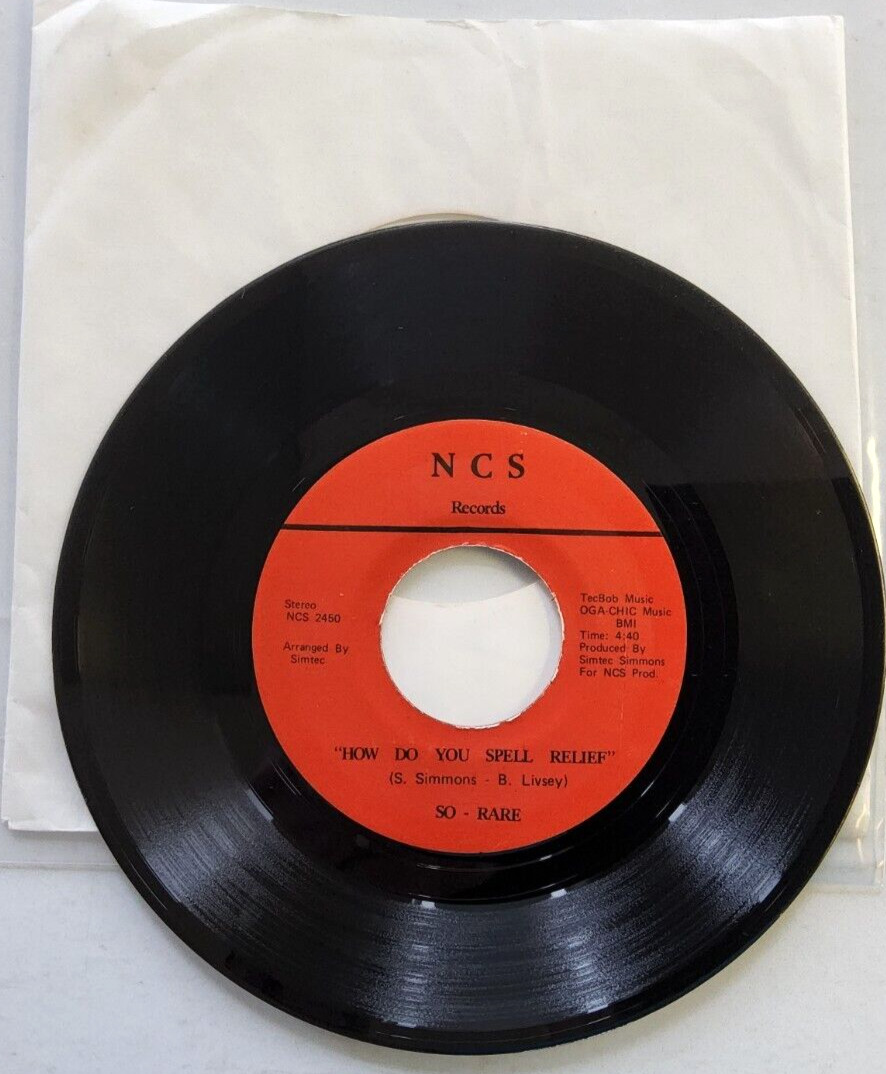 N C S
Records
Stereo
NCS 2450
Arranged By
Simtec
TecBob Music
OGA-CHIC Music
BMI
Time: 4:40
Produced By
Simtec Simmons
For NCS Prod.
"HOW DO YOU SPELL RELIEF"
(S. Simmons - B. Livsey)
SO - RARE